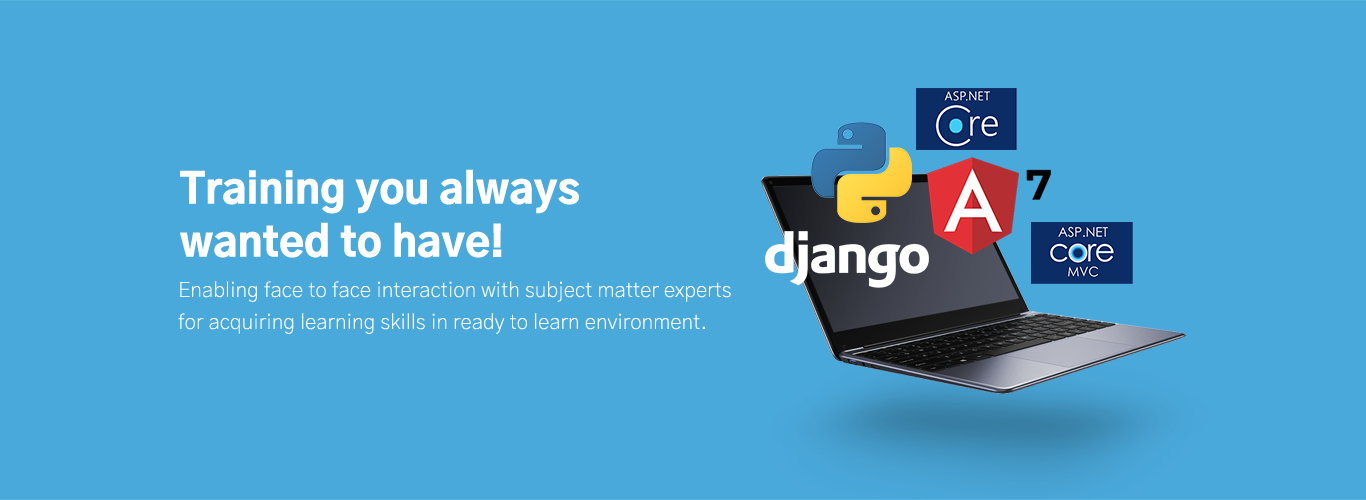 Training you always
wanted to have!
Enabling face to face interaction with subject matter experts
for acquiring learning skills in ready to learn environment.
ASP.NET
Core
A 7
django
ASP.NET
core
MVC